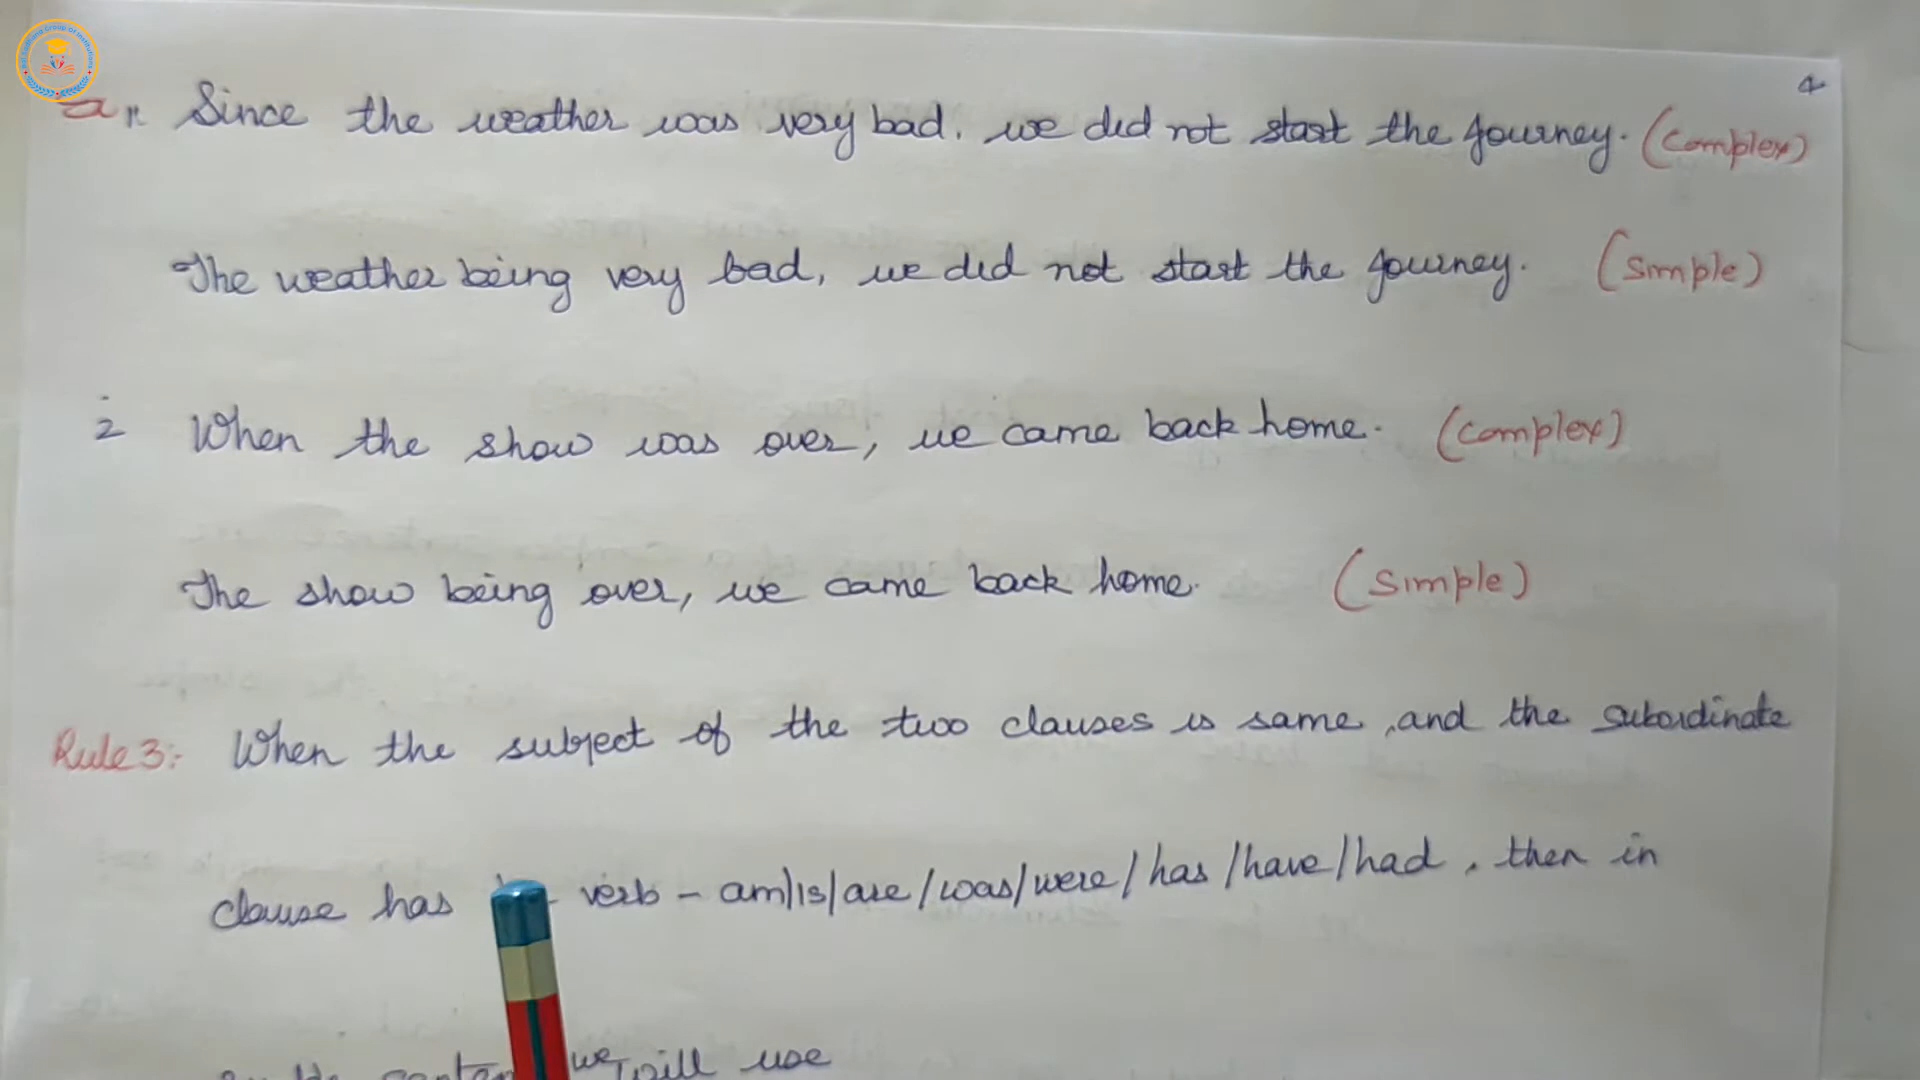 4
Since the weather was very bad. we did not start the journey. (Complex)
The weather being very bad, we did not start the journey. (Simple)
2 When the show was over, we came back home. (Complex)
The show being over, we came back home. (Simple)
Rule 3:- When the subject of the two clauses is same, and the subordinate
clause has verb - am/is/are/was/were/has/have/had, then in
we will use